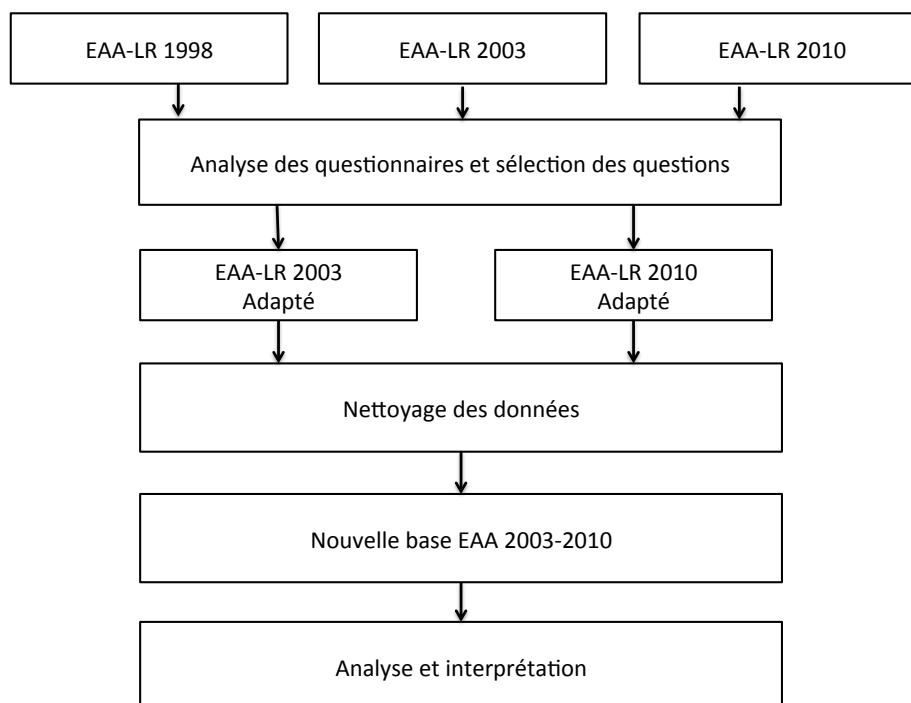 EAA-LR 1998
EAA-LR 2003
EAA-LR 2010
Analyse des questionnaires et sélection des questions
EAA-LR 2003
Adapté
EAA-LR 2010
Adapté
Nettoyage des données
Nouvelle base EAA 2003-2010
Analyse et interprétation